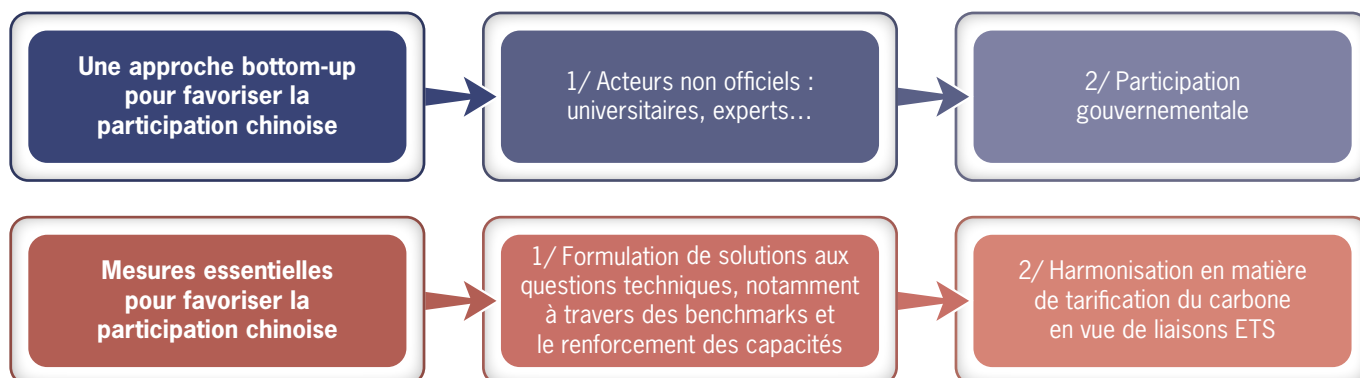 Une approche bottom-up
pour favoriser la
participation chinoise
1/ Acteurs non officiels :
universitaires, experts…
2/ Participation
gouvernementale
Mesures essentielles
pour favoriser la
participation chinoise
1/ Formulation de solutions aux
questions techniques, notamment
à travers des benchmarks et
le renforcement des capacités
2/ Harmonisation en matière
de tarification du carbone
en vue de liaisons ETS